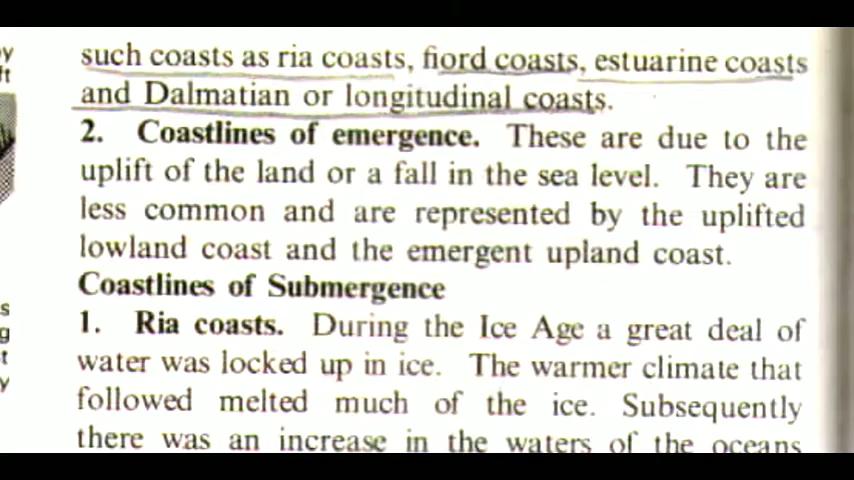 such coasts as ria coasts, fiord coasts, estuarine coasts
and Dalmatian or longitudinal coasts.
2. Coastlines of emergence. These are due to the
uplift of the land or a fall in the sea level. They are
less common and are represented by the uplifted
lowland coast and the emergent upland coast.
Coastlines of Submergence
1. Ria coasts. During the Ice Age a great deal of
water was locked up in ice. The warmer climate that
followed melted much of the ice. Subsequently
there was an increase in the waters of the oceans